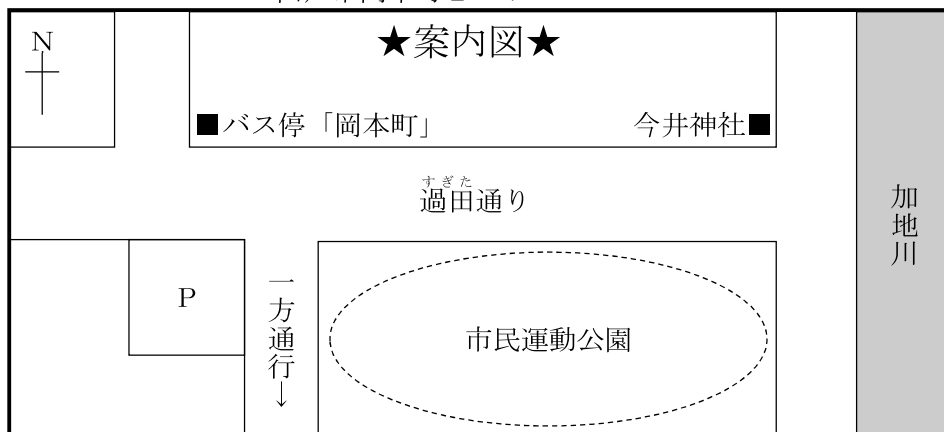 ★案内図★
N
■バス停「岡本町」
今井神社■
すぎた
過田通り
加地川
P
一方通行→
市民運動公園